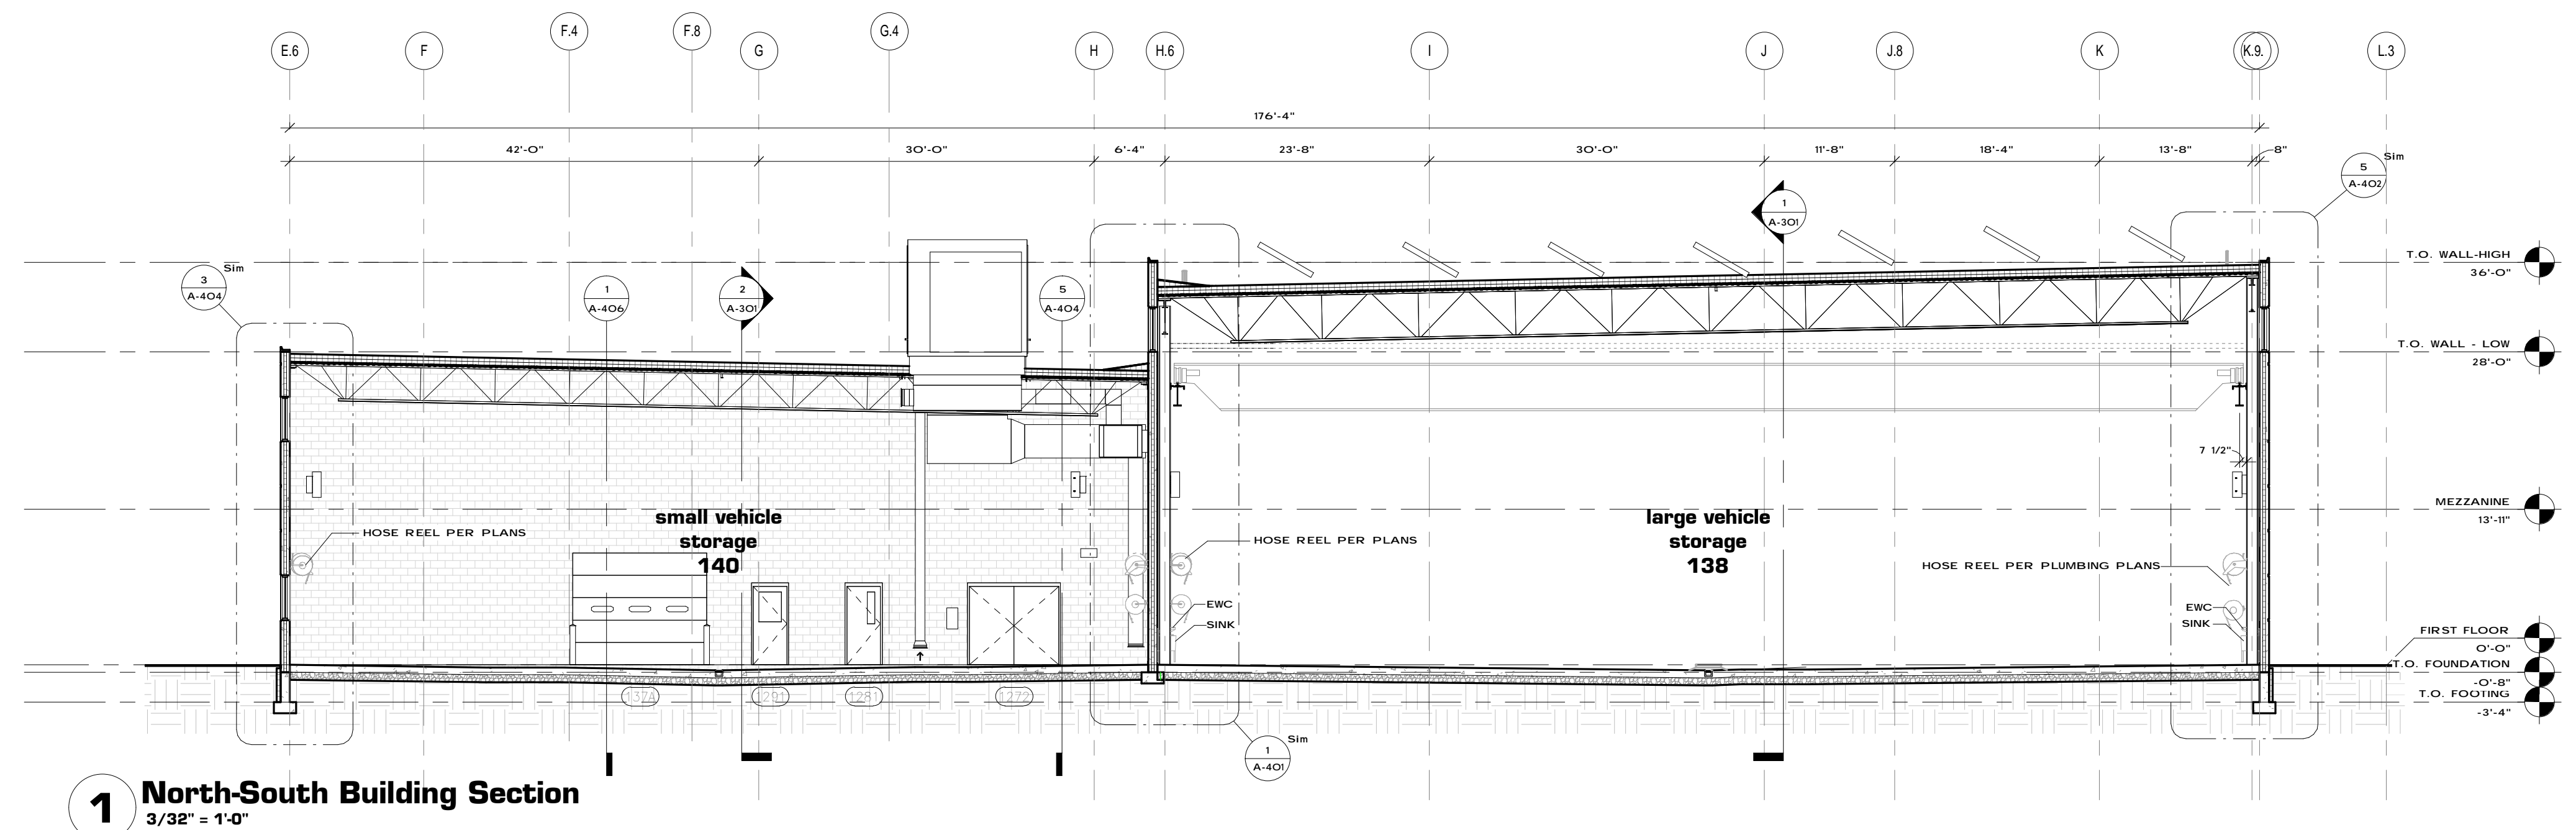 E.6
F
F.4
F.8
G
G.4
H
H.6
I
J
J.8
K
K.9.
L.3
176'-4"
42'-0"
30'-0"
6'-4"
23'-8"
30'-0"
11'-8"
18'-4"
13'-8"
8"
5
A-402
Sim
1
A-301
3
A-404
Sim
1
A-406
2
A-301
5
A-404
T.O. WALL-HIGH
36'-0"
T.O. WALL - LOW
28'-0"
7 1/2"
MEZZANINE
13'-11"
small vehicle
storage
140
large vehicle
storage
138
HOSE REEL PER PLANS
HOSE REEL PER PLANS
HOSE REEL PER PLUMBING PLANS
EWC
SINK
EWC
SINK
FIRST FLOOR
0'-0"
T.O. FOUNDATION
-0'-8"
T.O. FOOTING
-3'-4"
137A
1291
1281
1272
1
A-401
Sim
1
North-South Building Section
3/32" = 1'-0"